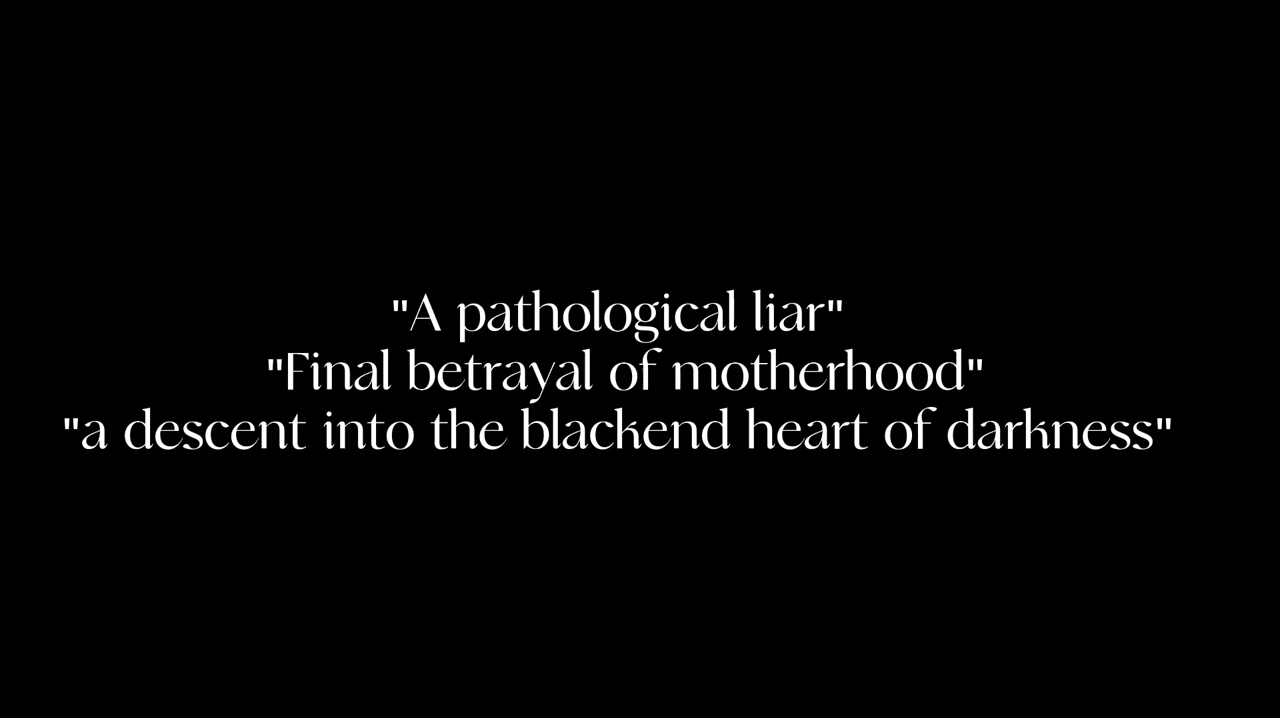 "A pathological liar"
"Final betrayal of motherhood"
"a descent into the blackend heart of darkness"